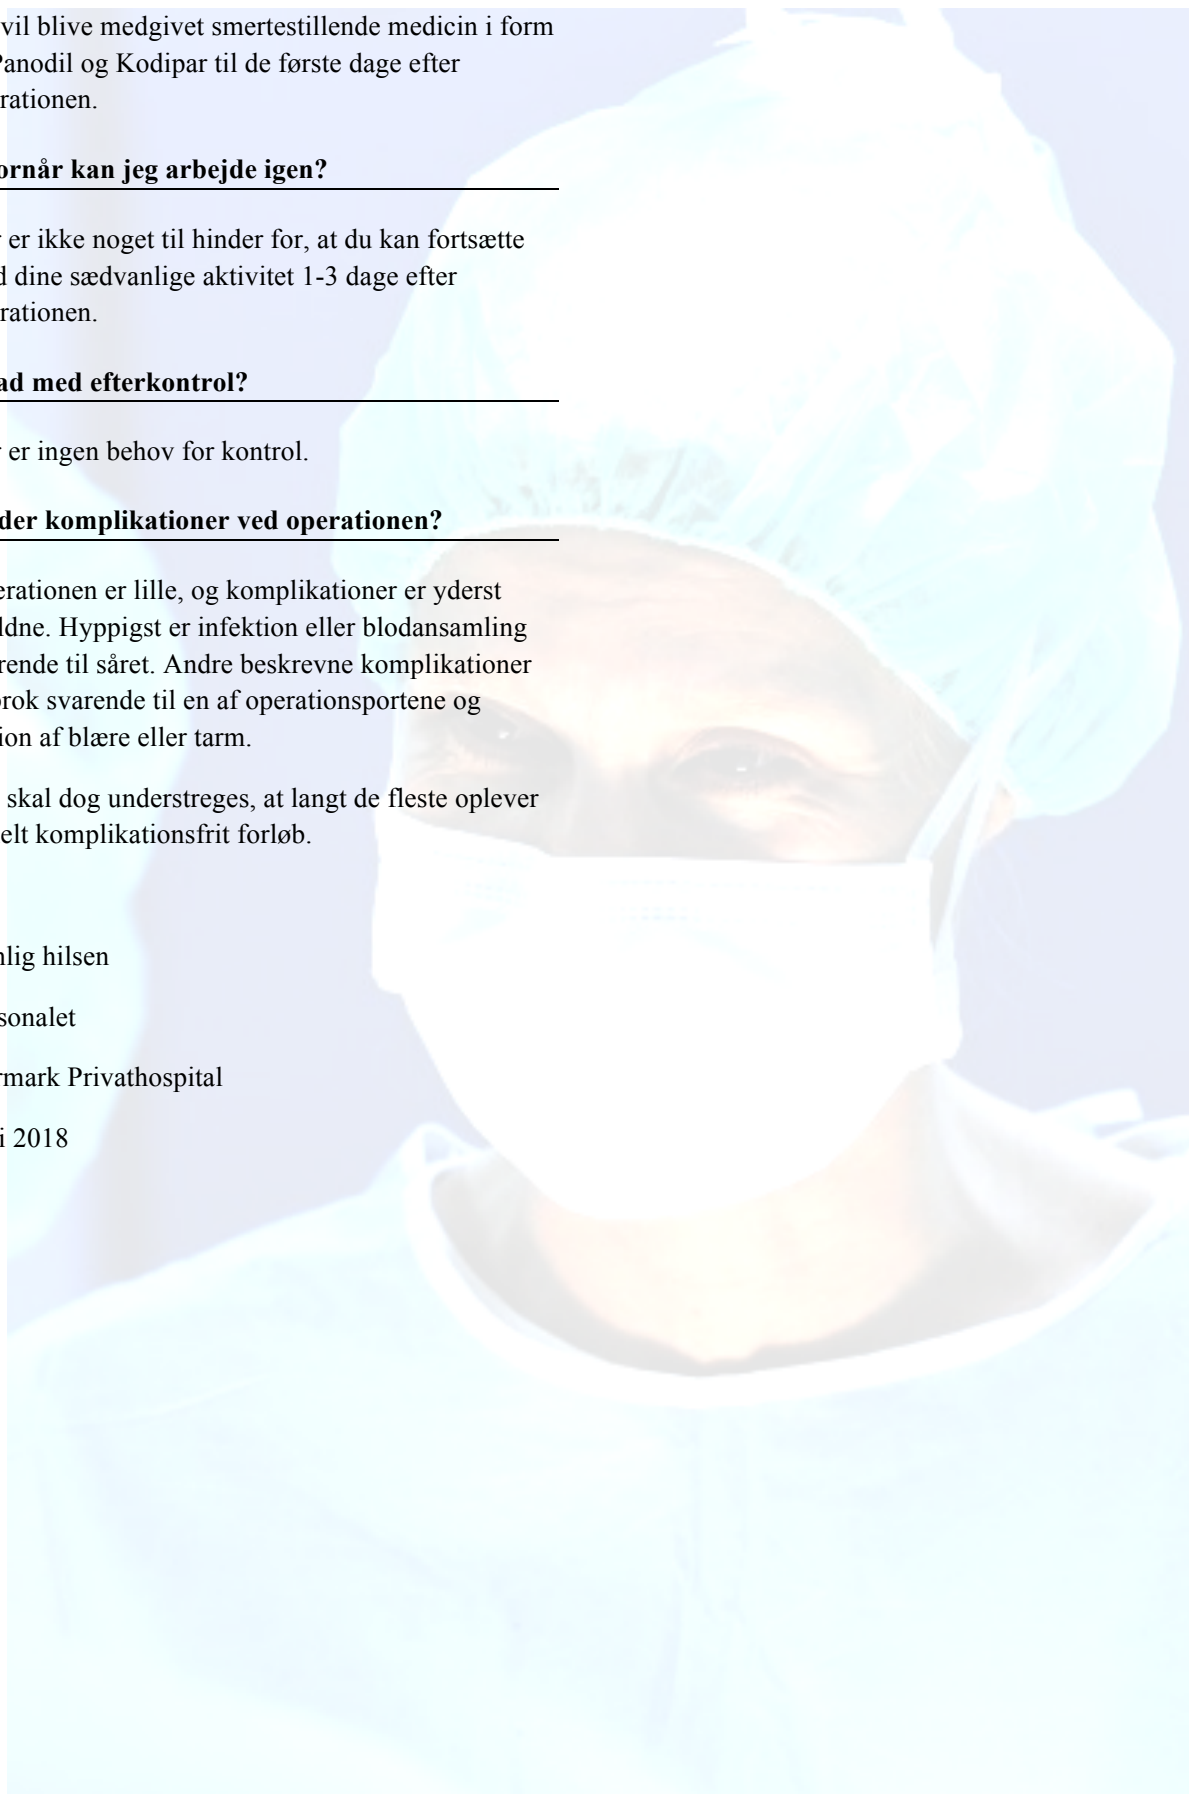 vil blive medgivet smertestillende medicin i form
Panodil og Kodipar til de første dage efter
rationen.
ornår kan jeg arbejde igen?
r er ikke noget til hinder for, at du kan fortsætte
d dine sædvanlige aktivitet 1-3 dage efter
rationen.
ad med efterkontrol?
r er ingen behov for kontrol.
der komplikationer ved operationen?
erationen er lille, og komplikationer er yderst
ldne. Hyppigst er infektion eller blodansamling
rende til såret. Andre beskrevne komplikationer
brok svarende til en af operationsportene og
ion af blære eller tarm.
skal dog understreges, at langt de fleste oplever
elt komplikationsfrit forløb.
nlig hilsen
sonalet
rmark Privathospital
i 2018